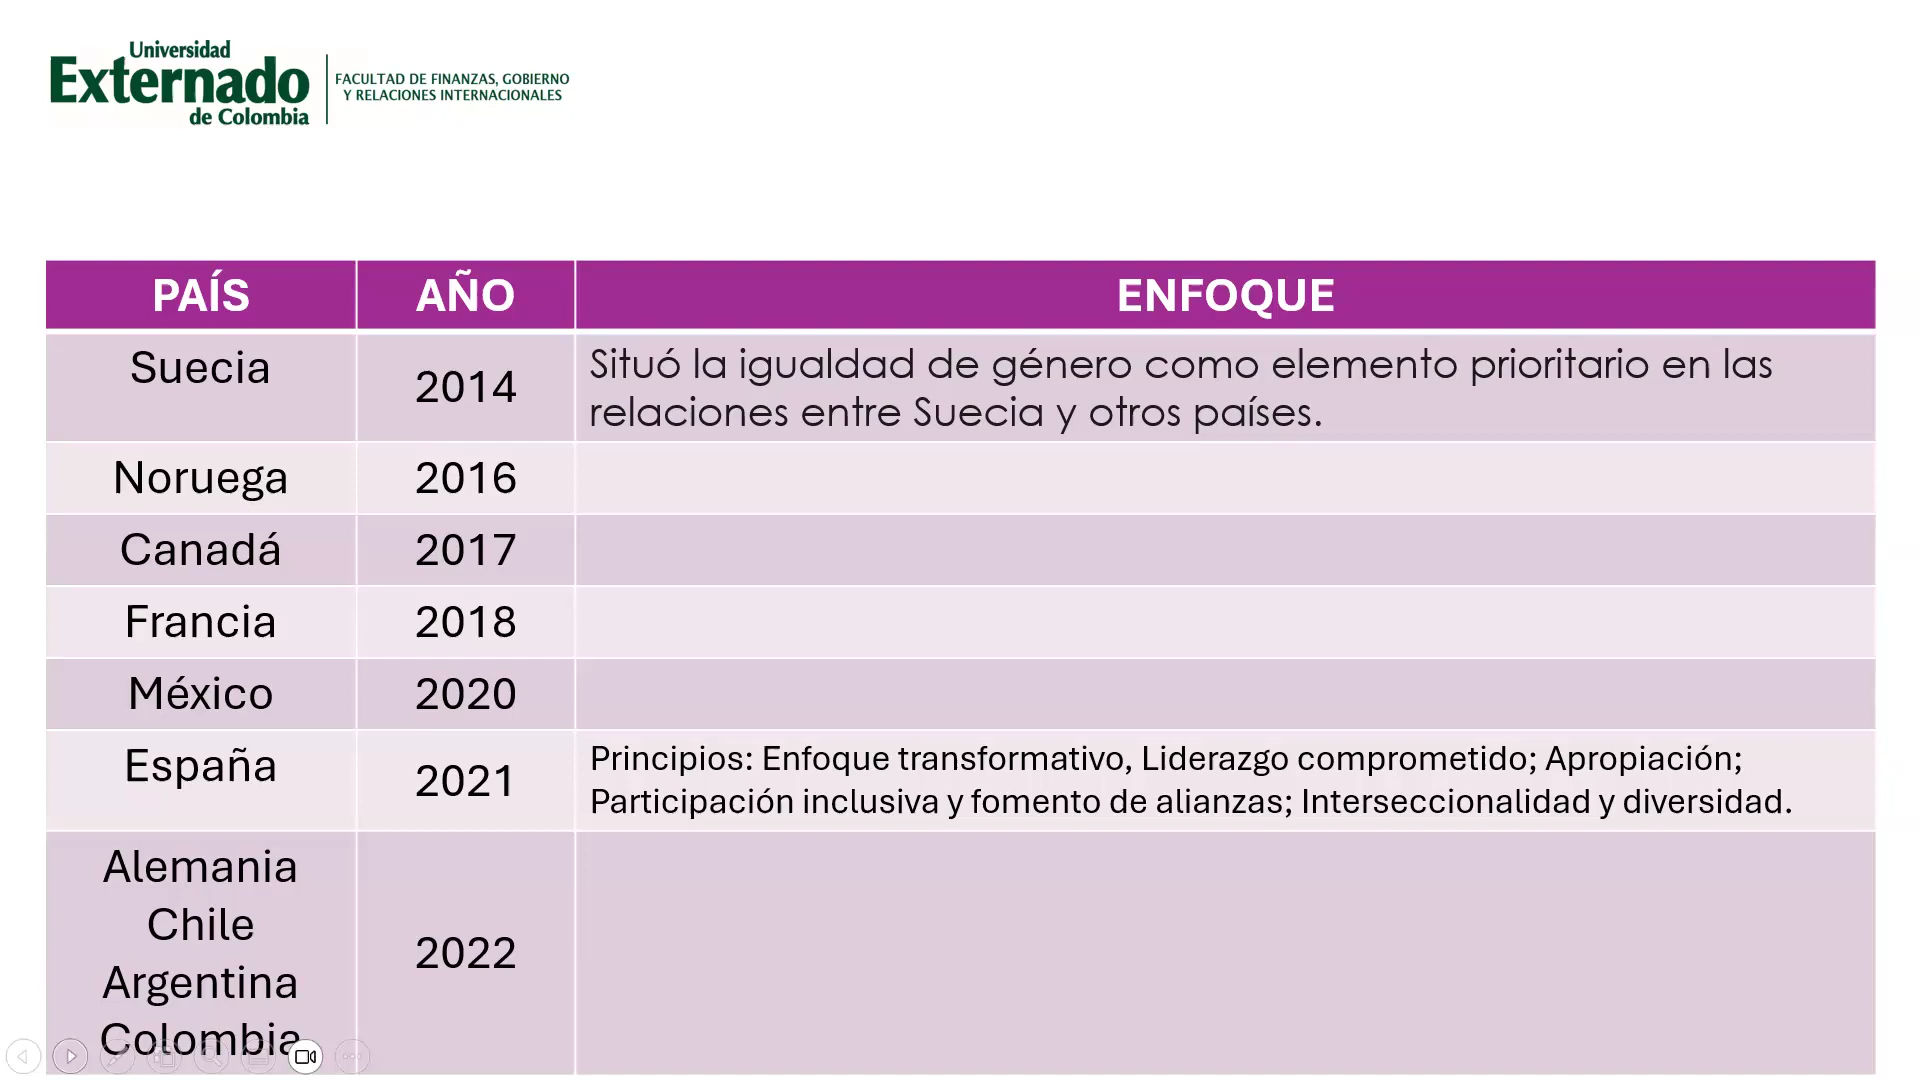 Universidad
Externado
de Colombia
FACULTAD DE FINANZAS, GOBIERNO
Y RELACIONES INTERNACIONALES
PAÍS AÑO ENFOQUE
Suecia 2014 Situó la igualdad de género como elemento prioritario en las
relaciones entre Suecia y otros países.
Noruega 2016
Canadá 2017
Francia 2018
México 2020
España 2021 Principios: Enfoque transformativo, Liderazgo comprometido; Apropiación;
Participación inclusiva y fomento de alianzas; Interseccionalidad y diversidad.
Alemania
Chile
Argentina
Colombia
2022